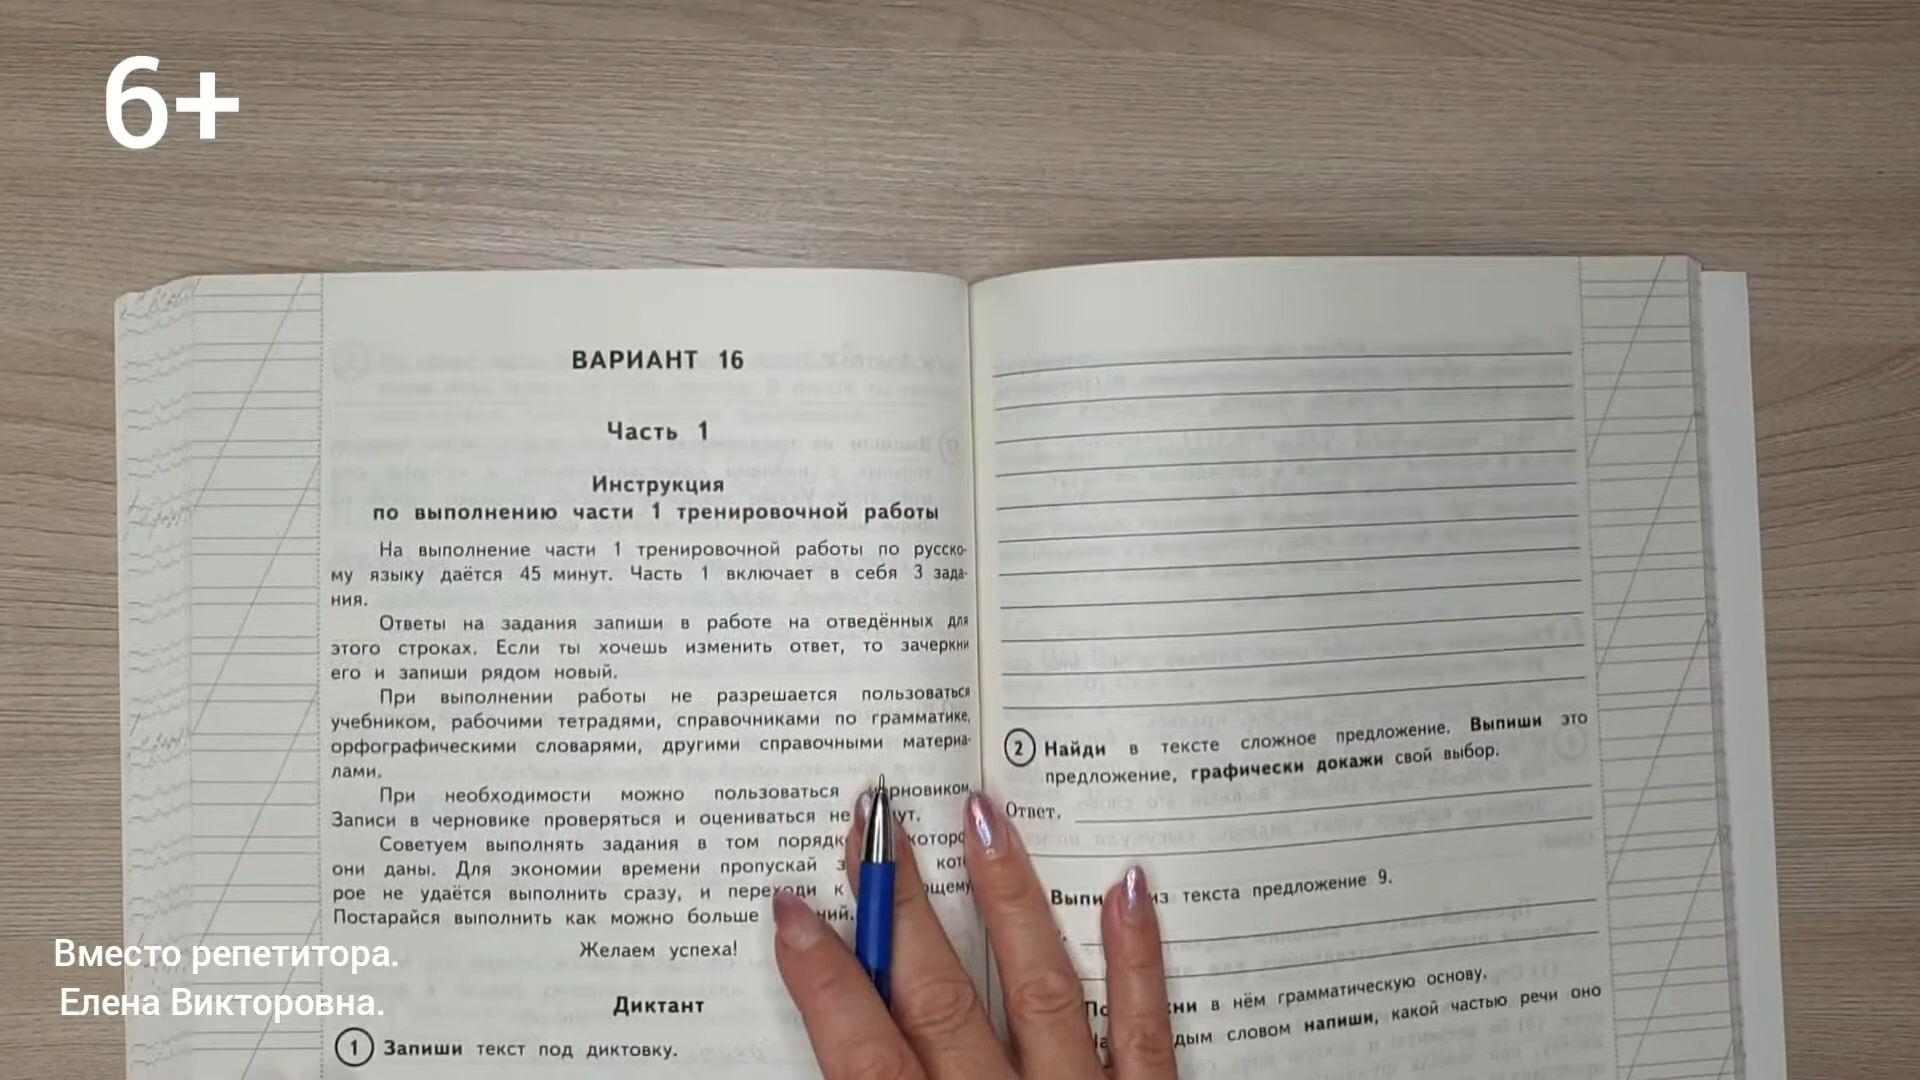 6+
ВАРИАНТ 16
Часть 1
Инструкция
по выполнению части 1 тренировочной работы
На выполнение части 1 тренировочной работы по русско-
му языку даётся 45 минут. Часть 1 включает в себя 3 зада-
ния.
Ответы на задания запиши в работе на отведённых для
этого строках. Если ты хочешь изменить ответ, то зачеркни
его и запиши рядом новый.
При выполнении работы не разрешается пользоваться
учебником, рабочими тетрадями, справочниками по грамматике,
орфографическими словарями, другими справочными материа-
лами.
При необходимости можно пользоваться
Записи в черновике проверяться и оцениваться не
Советуем выполнять задания в том
они даны. Для экономии времени пропускай
рое не удаётся выполнить сразу, и переходи к
Постарайся выполнить как можно больше
Желаем успеха!
Диктант
1 Запиши текст под диктовку.
2 Найди в тексте сложное предложение. Выпиши это
предложение, графически докажи свой выбор.
Ответ.
из текста предложение 9.
в нём грамматическую основу.
словом напиши, какой частью речи оно
Вместо репетитора.
Елена Викторовна.